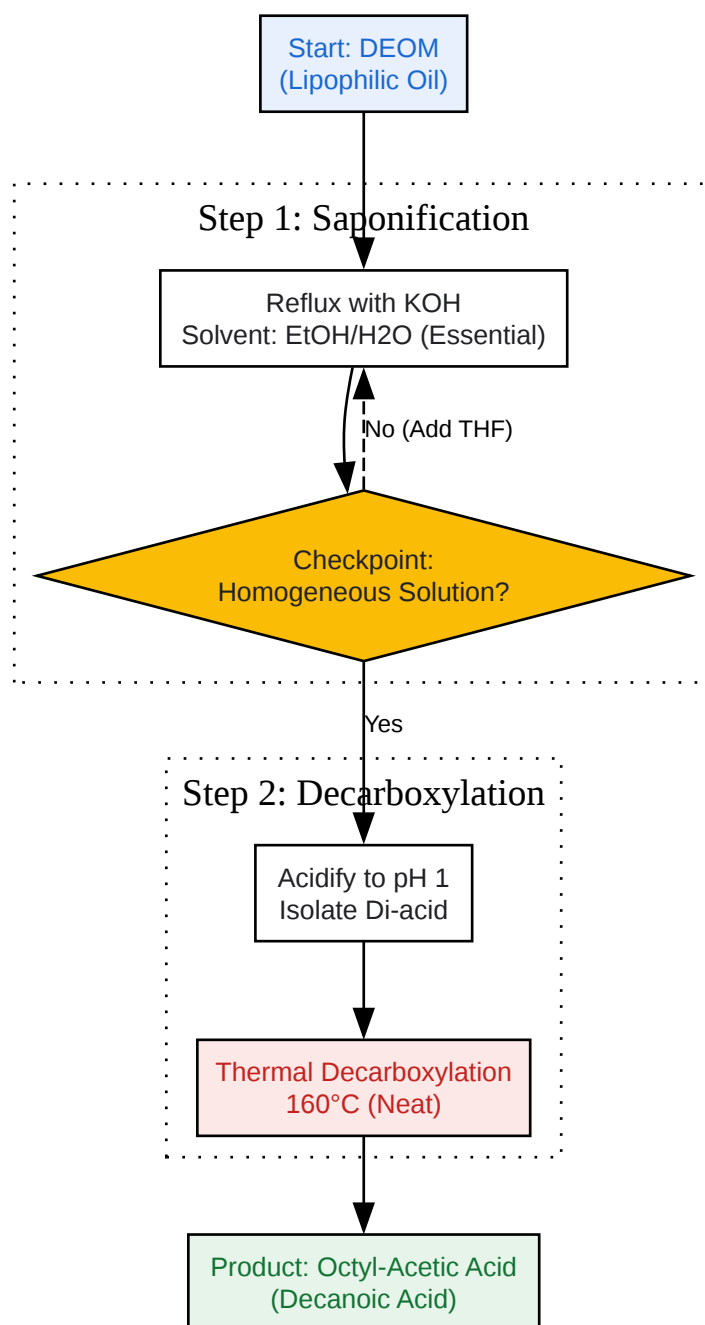 Start: DEOM
(Lipophilic Oil)
Step 1: Saponification
Reflux with KOH
Solvent: EtOH/H2O (Essential)
No (Add THF)
Checkpoint:
Homogeneous Solution?
Yes
Step 2: Decarboxylation
Acidify to pH 1
Isolate Di-acid
Thermal Decarboxylation
160°C (Neat)
Product: Octyl-Acetic Acid
(Decanoic Acid)